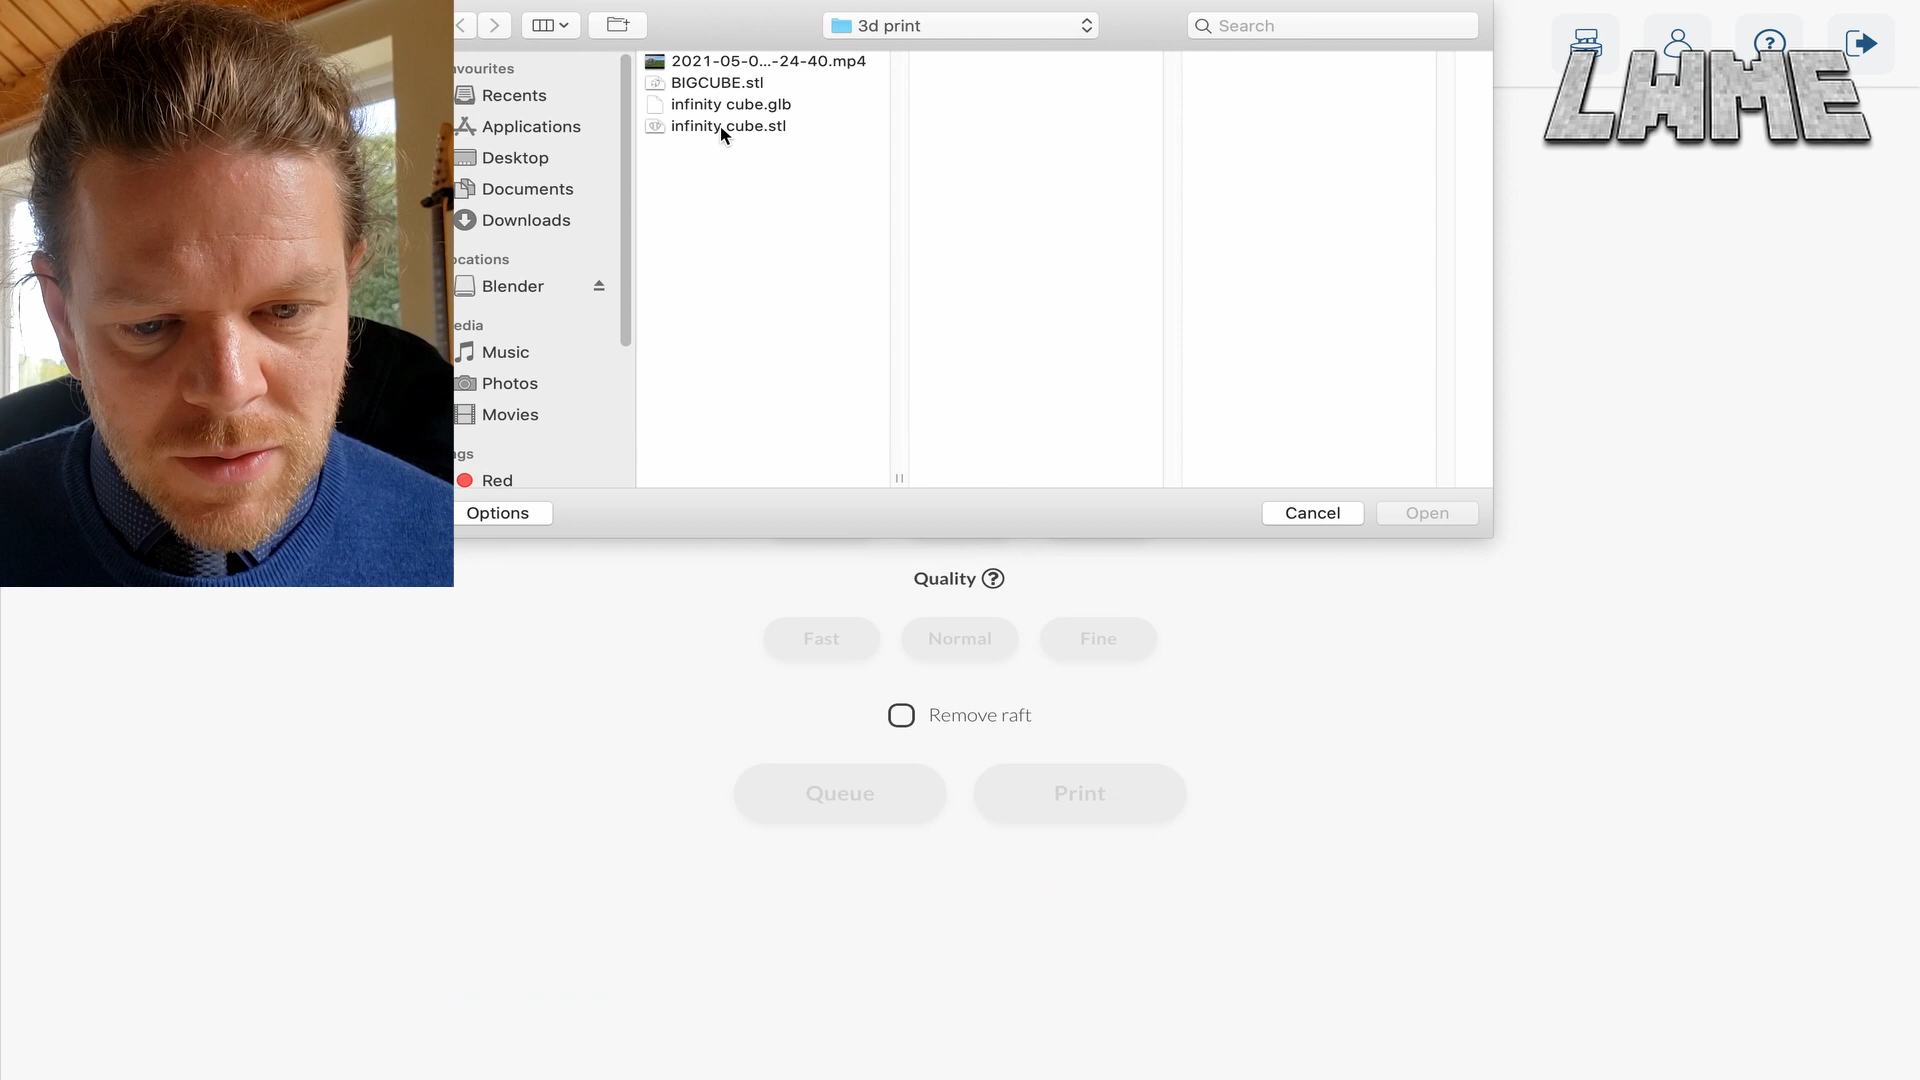 3d print
Search
LWME
avourites
Recents
Applications
Desktop
Documents
Downloads
ocations
Blender
edia
Music
Photos
Movies
ags
Red
2021-05-0...-24-40.mp4
BIGCUBE.stl
infinity cube.glb
infinity cube.stl
Options
Cancel
Open
Quality ?
Fast
Normal
Fine
Remove raft
Queue
Print